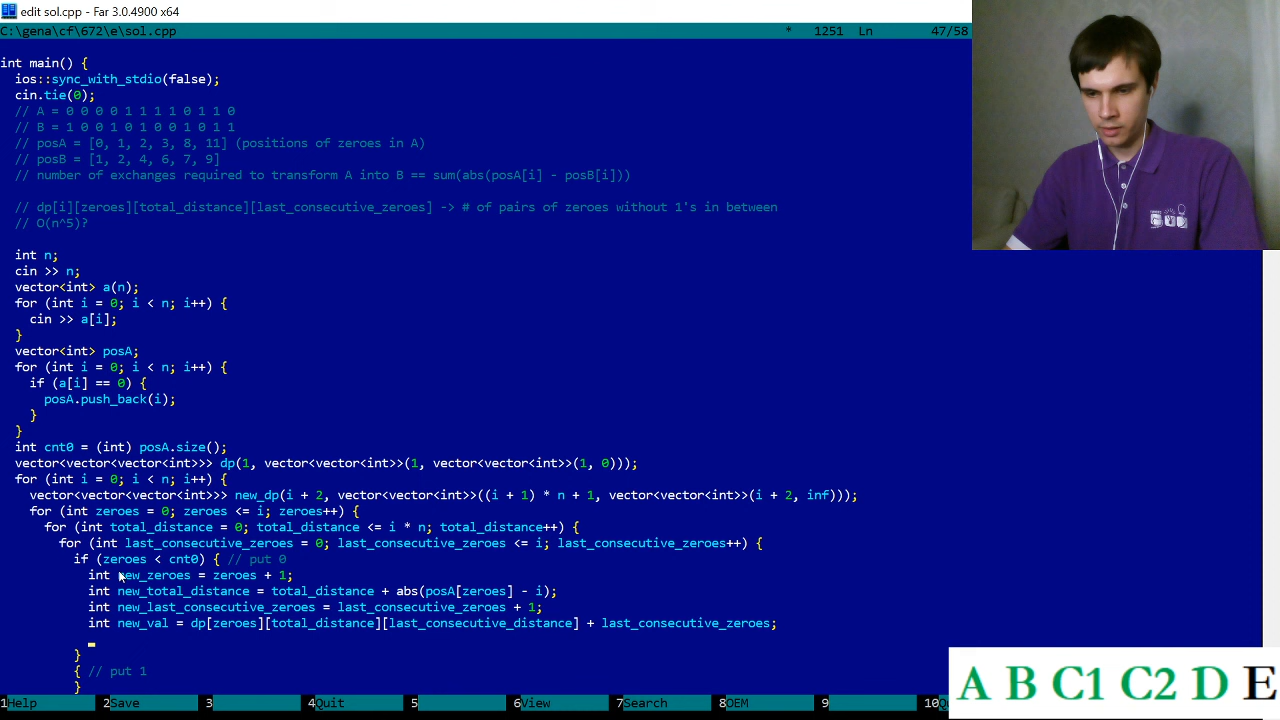 edit sol.cpp - Far 3.0.4900 x64
C:\gena\cf\672\e\sol.cpp * 1251 Ln 47/58
int main() {
ios::sync_with_stdio(false);
cin.tie(0);
// A = 0 0 0 0 1 1 1 1 0 1 1 0
// B = 1 0 0 1 0 1 0 0 1 0 1 1
// posA = [0, 1, 2, 3, 8, 11] (positions of zeroes in A)
// posB = [1, 2, 4, 6, 7, 9]
// number of exchanges required to transform A into B == sum(abs(posA[i] - posB[i]))
// dp[i][zeroes][total_distance][last_consecutive_zeroes] -> # of pairs of zeroes without 1's in between
// O(n^5)?
int n;
cin >> n;
vector<int> a(n);
for (int i = 0; i < n; i++) {
cin >> a[i];
}
vector<int> posA;
for (int i = 0; i < n; i++) {
if (a[i] == 0) {
posA.push_back(i);
}
}
int cnt0 = (int) posA.size();
vector<vector<vector<int>>> dp(1, vector<vector<int>>(1, vector<vector<int>>(1, 0)));
for (int i = 0; i < n; i++) {
vector<vector<vector<int>>> new_dp(i + 2, vector<vector<int>>((i + 1) * n + 1, vector<vector<int>>(i + 2, inf)));
for (int zeroes = 0; zeroes <= i; zeroes++) {
for (int total_distance = 0; total_distance <= i * n; total_distance++) {
for (int last_consecutive_zeroes = 0; last_consecutive_zeroes <= i; last_consecutive_zeroes++) {
if (zeroes < cnt0) { // put 0
int new_zeroes = zeroes + 1;
int new_total_distance = total_distance + abs(posA[zeroes] - i);
int new_last_consecutive_zeroes = last_consecutive_zeroes + 1;
int new_val = dp[zeroes][total_distance][last_consecutive_distance] + last_consecutive_zeroes;
}
{ // put 1
}
A B C1 C2 D E
1Help 2Save 3 4Quit 5 6View 7Search 8OEM 9 10